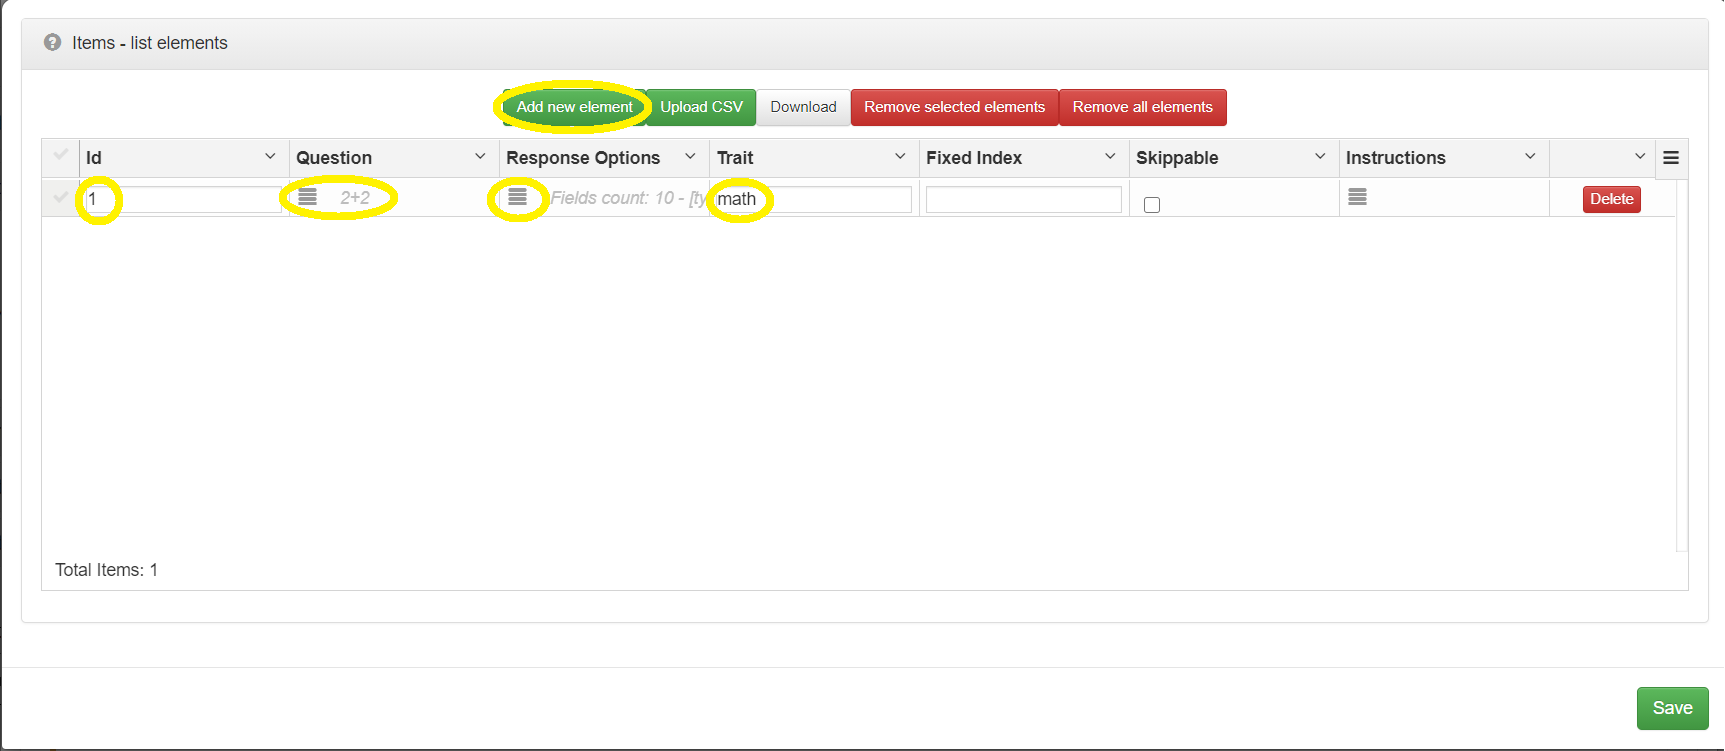 Items - list elements
Add new element Upload CSV Download Remove selected elements Remove all elements
Id Question Response Options Trait Fixed Index Skippable Instructions
1 2+2 Fields count: 10 - [ty math Delete
Total Items: 1
Save